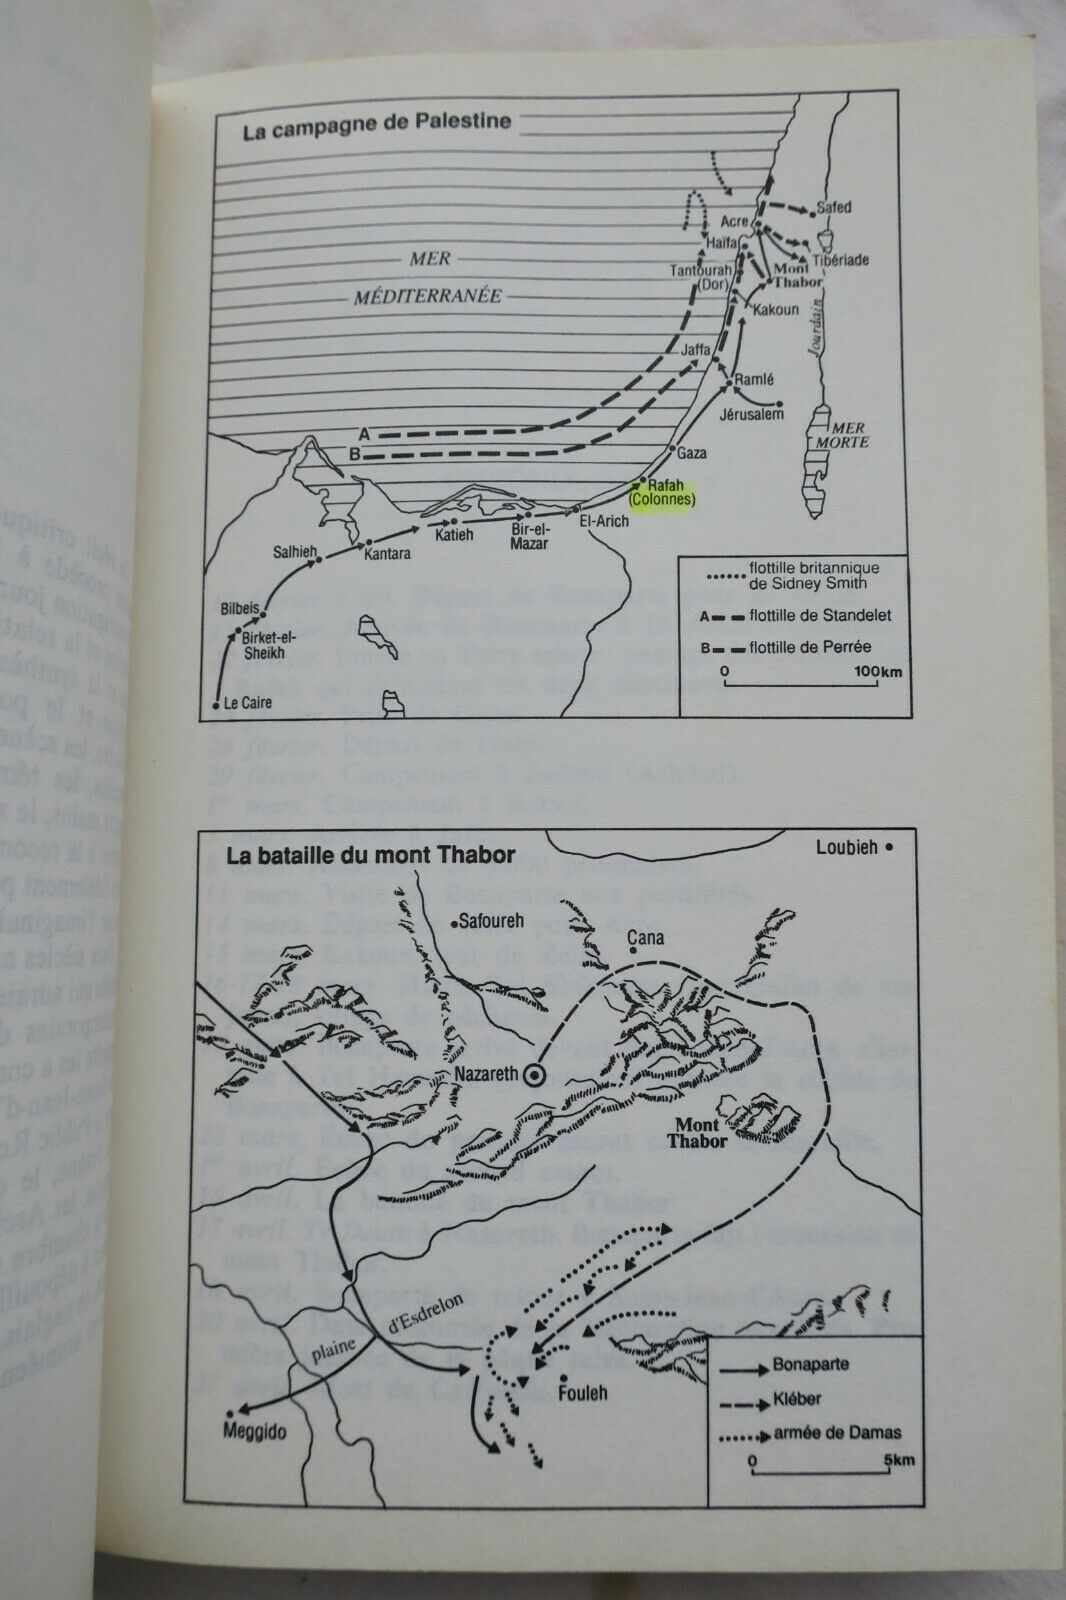 La campagne de Palestine
MER
MÉDITERRANÉE
Acre
Safed
Haïfa
Tibériade
Tantourah
(Dor)
Mont
Thabor
Kakoun
Jourdain
Jaffa
Ramlé
Jérusalem
MER
MORTE
A
B
Gaza
Rafah
(Colonnes)
El-Arich
Bir-el-
Mazar
Katieh
Kantara
Salhieh
Bilbeis
Birket-el-
Sheikh
Le Caire
flottille britannique
de Sidney Smith
A flottille de Standelet
B flottille de Perrée
0 100km
La bataille du mont Thabor
Loubieh
Safoureh
Cana
Nazareth
Mont
Thabor
plaine d'Esdrelon
Fouleh
Meggido
Bonaparte
Kléber
armée de Damas
0 5km